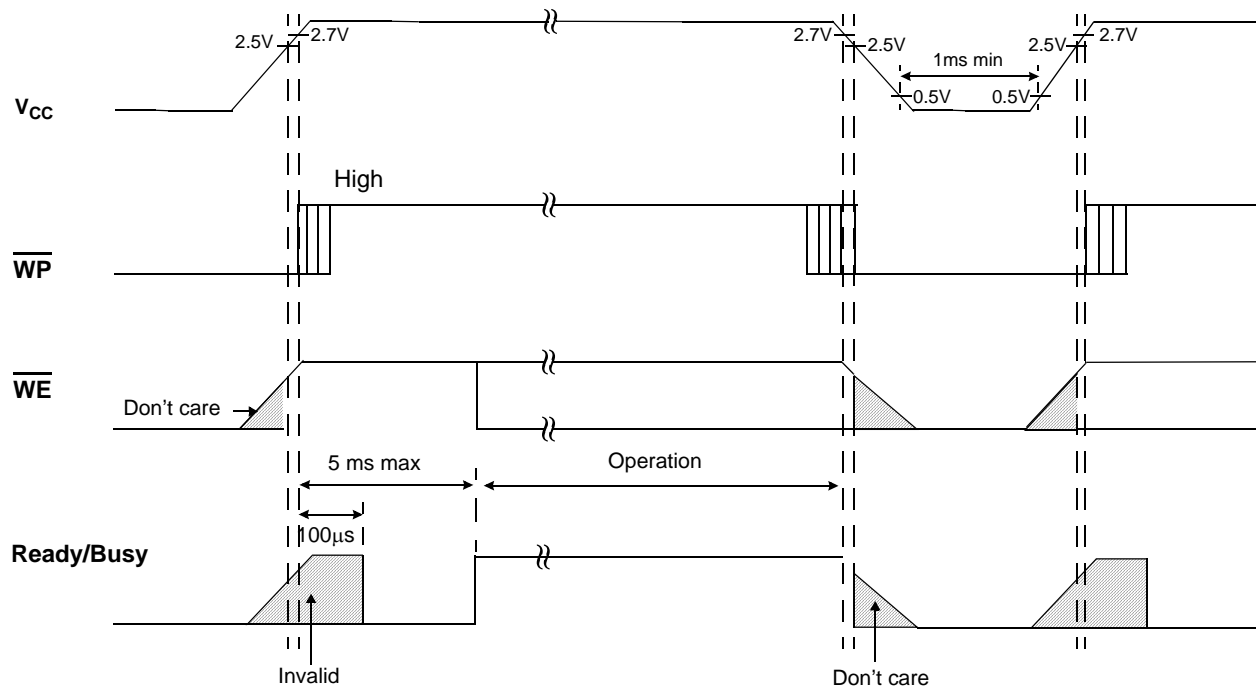 2.5V
2.7V
2.7V
2.5V
2.5V
2.7V
1ms min
0.5V
0.5V
VCC
High
WP
WE
Don't care
5 ms max
Operation
100μs
Ready/Busy
Invalid
Don't care